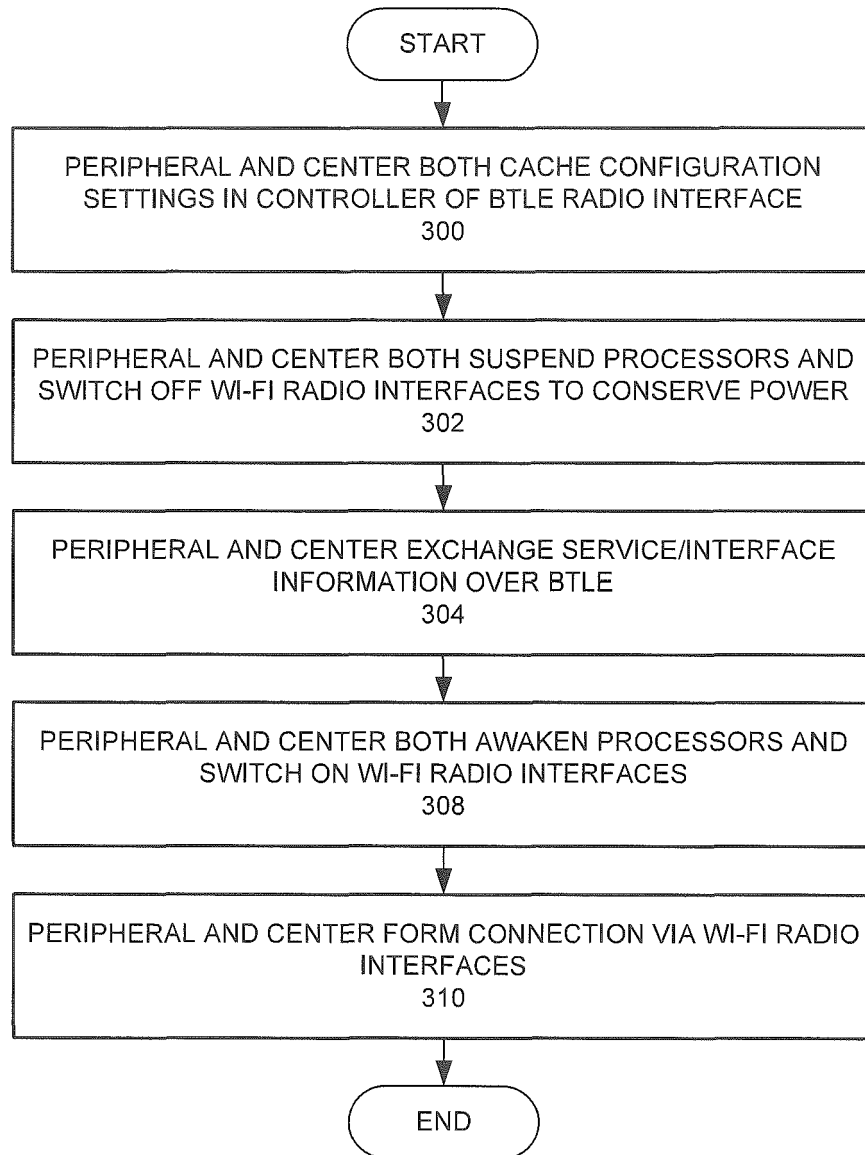 START
PERIPHERAL AND CENTER BOTH CACHE CONFIGURATION
SETTINGS IN CONTROLLER OF BTLE RADIO INTERFACE
300
PERIPHERAL AND CENTER BOTH SUSPEND PROCESSORS AND
SWITCH OFF WI-FI RADIO INTERFACES TO CONSERVE POWER
302
PERIPHERAL AND CENTER EXCHANGE SERVICE/INTERFACE
INFORMATION OVER BTLE
304
PERIPHERAL AND CENTER BOTH AWAKEN PROCESSORS AND
SWITCH ON WI-FI RADIO INTERFACES
308
PERIPHERAL AND CENTER FORM CONNECTION VIA WI-FI RADIO
INTERFACES
310
END